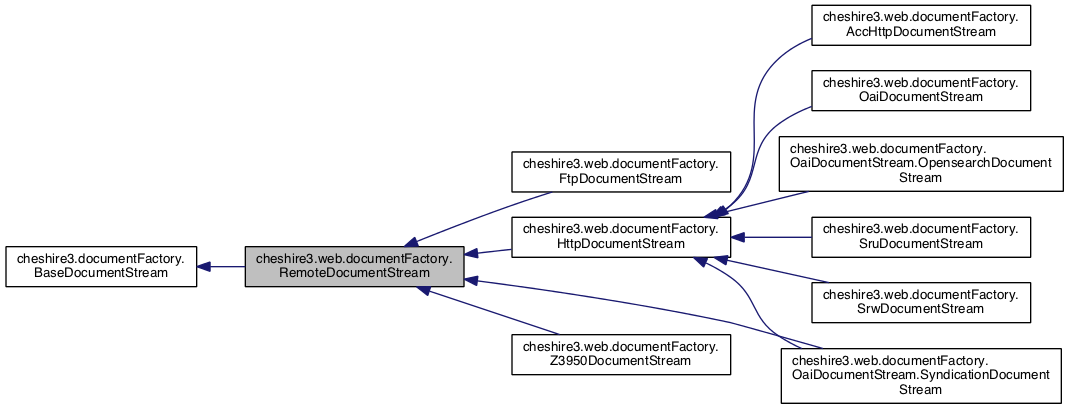 cheshire3.documentFactory.
BaseDocumentStream
cheshire3.web.documentFactory.
RemoteDocumentStream
cheshire3.web.documentFactory.
FtpDocumentStream
cheshire3.web.documentFactory.
HttpDocumentStream
cheshire3.web.documentFactory.
Z3950DocumentStream
cheshire3.web.documentFactory.
AccHttpDocumentStream
cheshire3.web.documentFactory.
OaiDocumentStream
cheshire3.web.documentFactory.
OaiDocumentStream.OpensearchDocument
Stream
cheshire3.web.documentFactory.
SruDocumentStream
cheshire3.web.documentFactory.
SrwDocumentStream
cheshire3.web.documentFactory.
OaiDocumentStream.SyndicationDocument
Stream